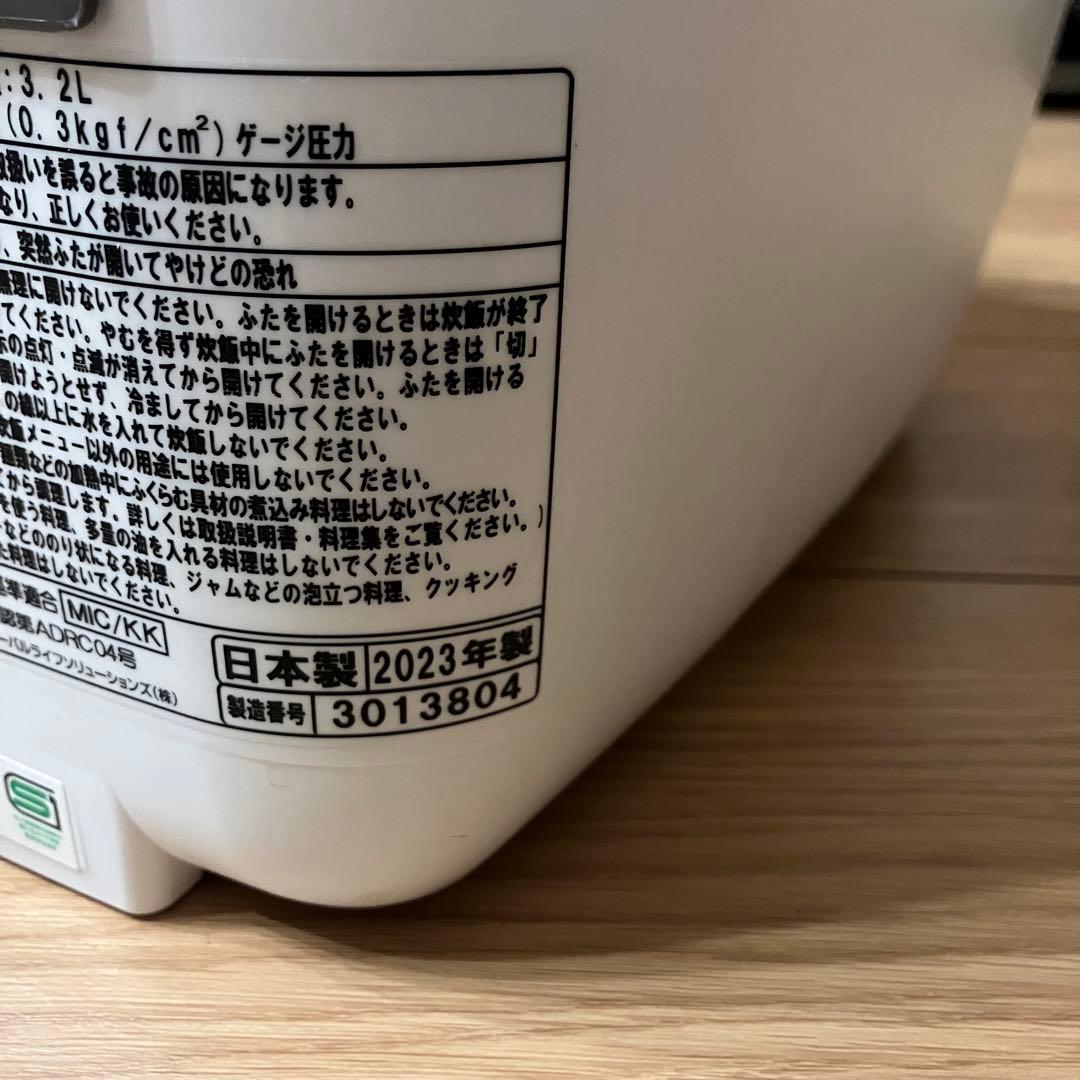 :3.2L
(0.3kgf/cm²)ゲージ圧力
取扱いを誤ると事故の原因になります。
なり、正しくお使いください。
、突然ふたが開いてやけどの恐れ
無理に開けないでください。ふたを開けるときは炊飯が終了
てください。やむを得ず炊飯中にふたを開けるときは「切」
示の点灯・点滅が消えてから開けてください。ふたを開ける
開けようとせず、冷ましてから開けてください。
の線以上に水を入れて炊飯しないでください。
炊飯メニュー以外の用途には使用しないでください。
種類などの加熱中にふくらむ具材の煮込み料理はしないでください。
てから調理します。詳しくは取扱説明書・料理集をご覧ください。)
を使う料理、多量の油を入れる料理はしないでください。
などののり状になる料理、ジャムなどの泡立つ料理、クッキング
た料理はしないでください。
基準適合 MIC/KK
認第ADRC04号
ーバルライフソリューションズ(株)
日本製 2023年製
製造番号 3013804